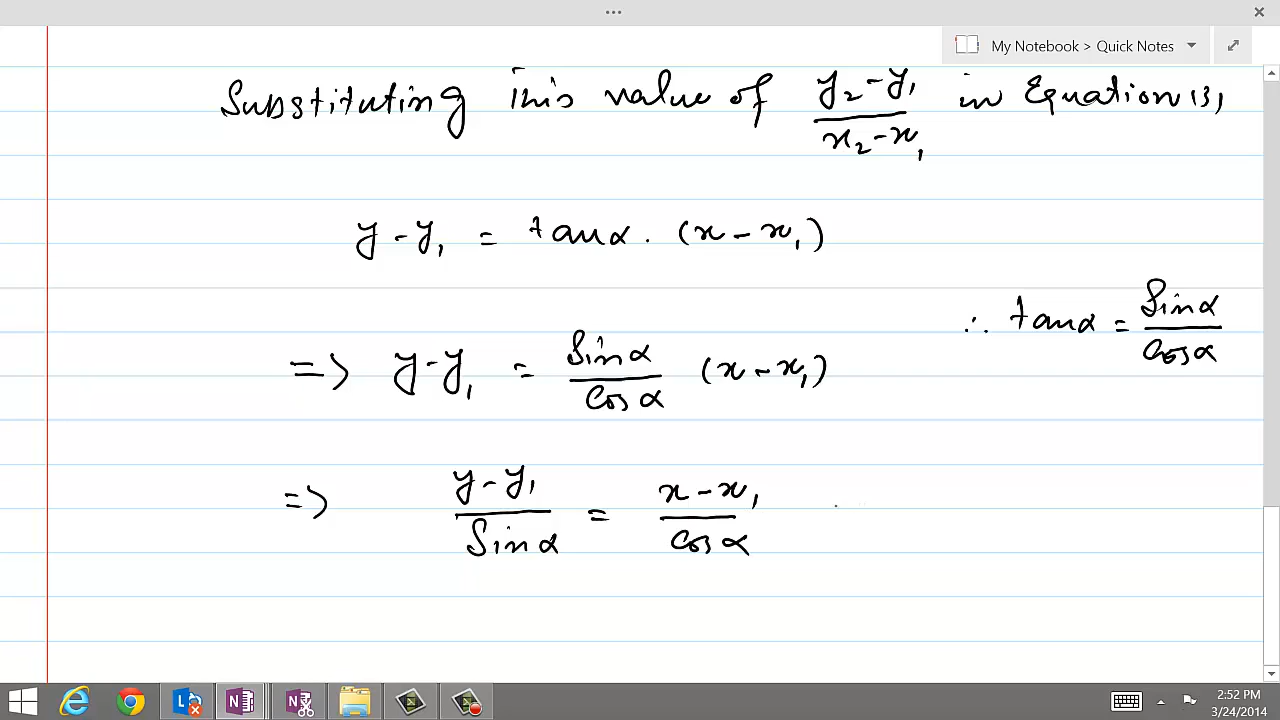 ...
My Notebook > Quick Notes
Substituting This value of y₂-y₁/x₂-x₁ in Equation (3),
y-y₁ = tanα. (x-x₁)
∴ tanα = Sinα/Cosα
=> y-y₁ = Sinα/Cosα (x-x₁)
=> y-y₁/Sinα = x-x₁/Cosα
2:52 PM
3/24/2014